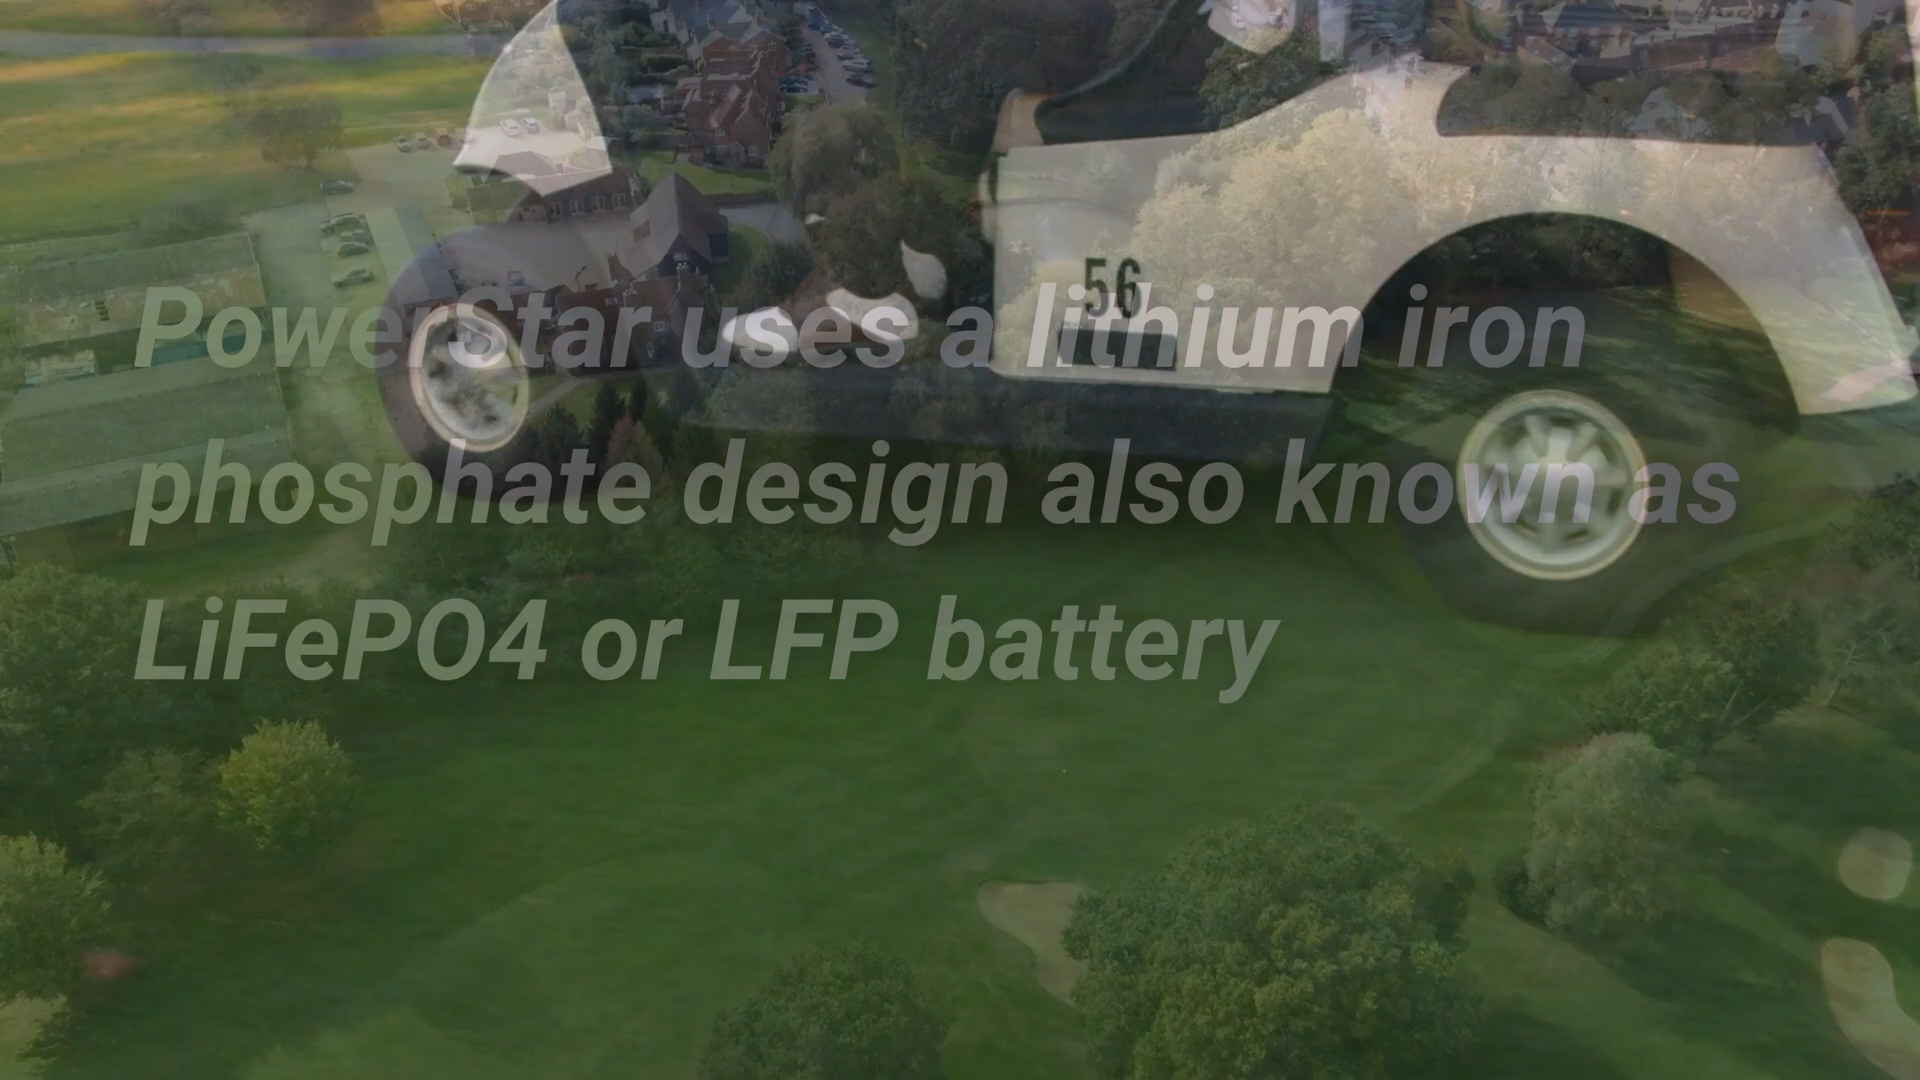 56
PowerStar uses a lithium iron
phosphate design also known as
LiFePO4 or LFP battery